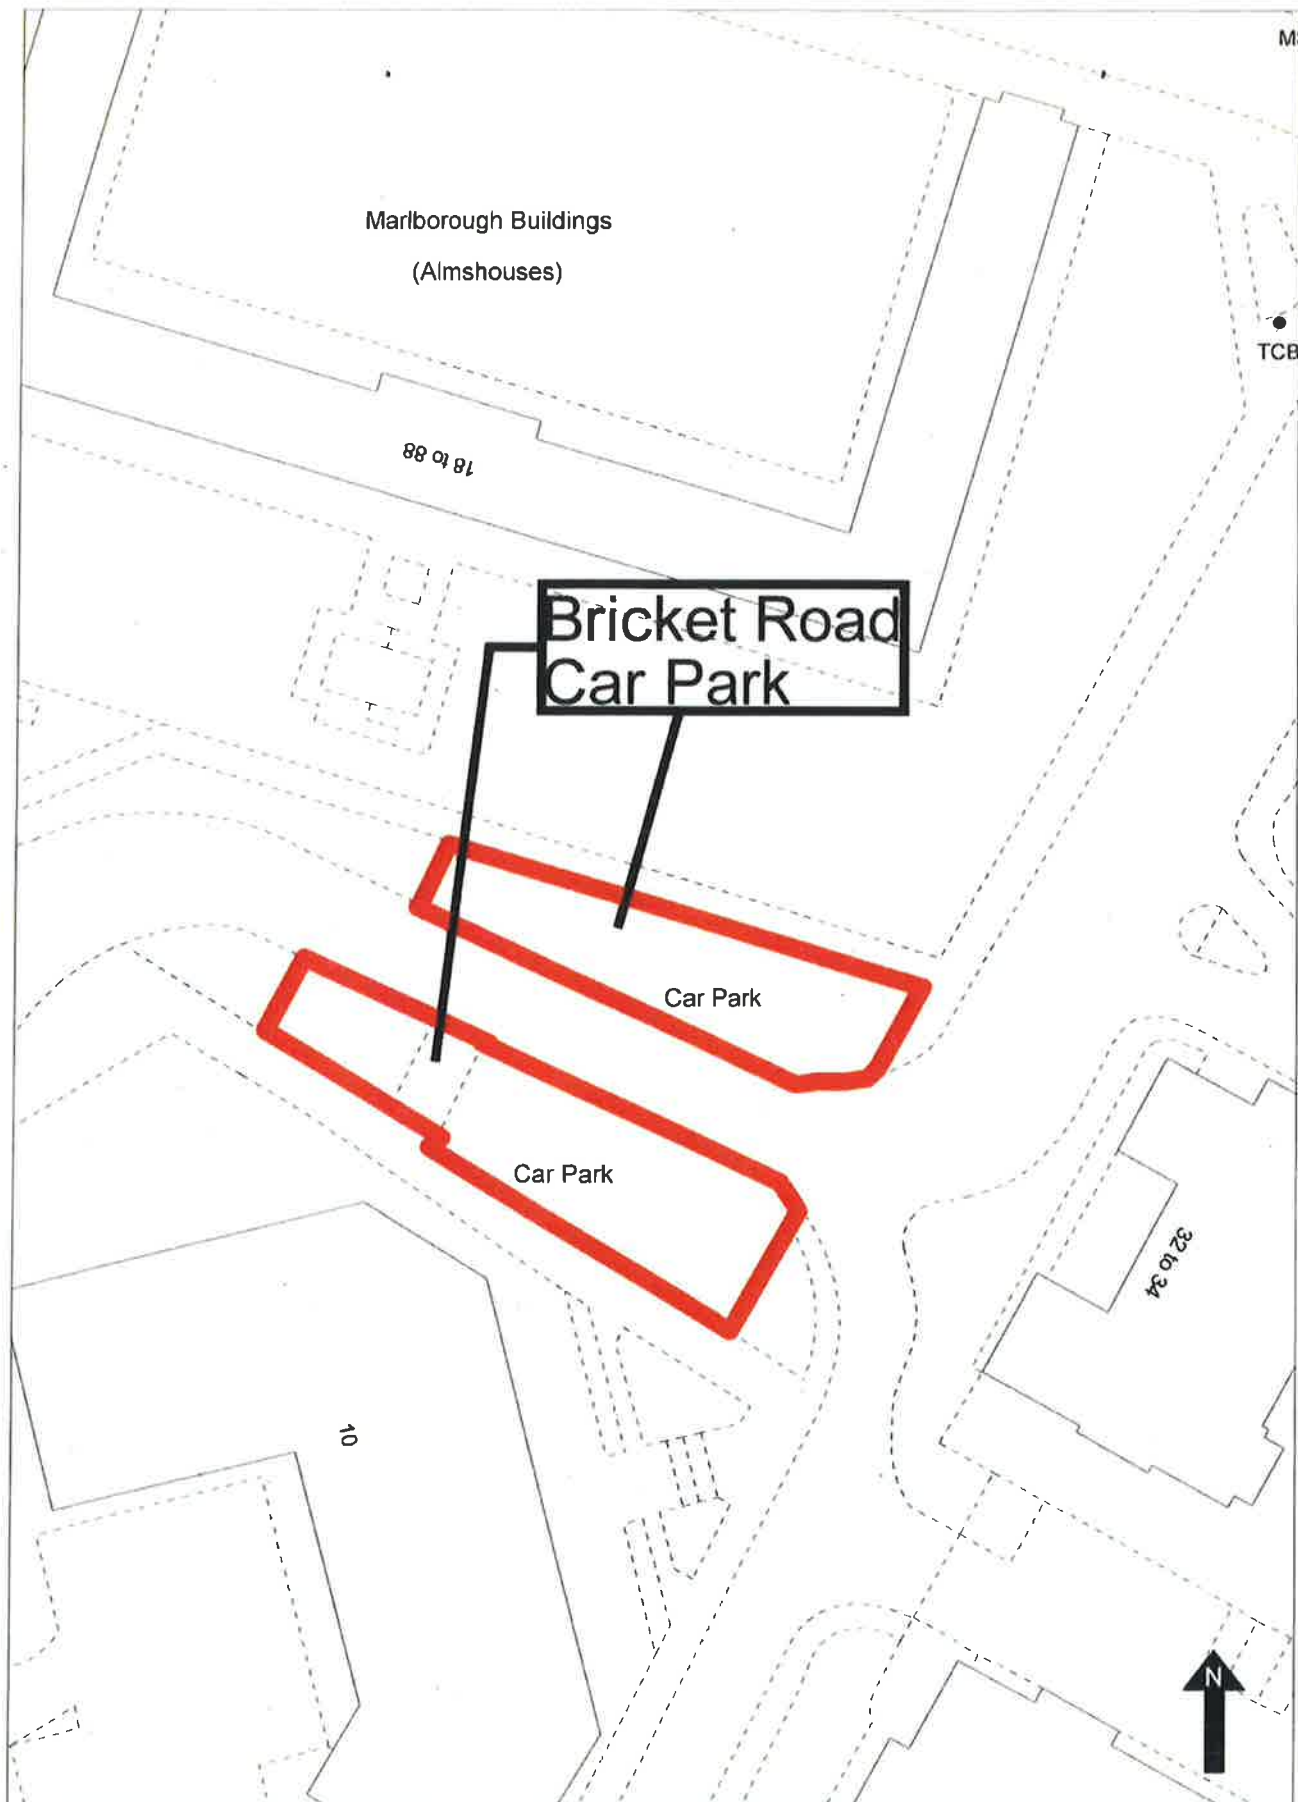 Marlborough Buildings
(Almshouses)
TCB
18 to 88
Bricket Road
Car Park
Car Park
Car Park
32 to 34
10
N